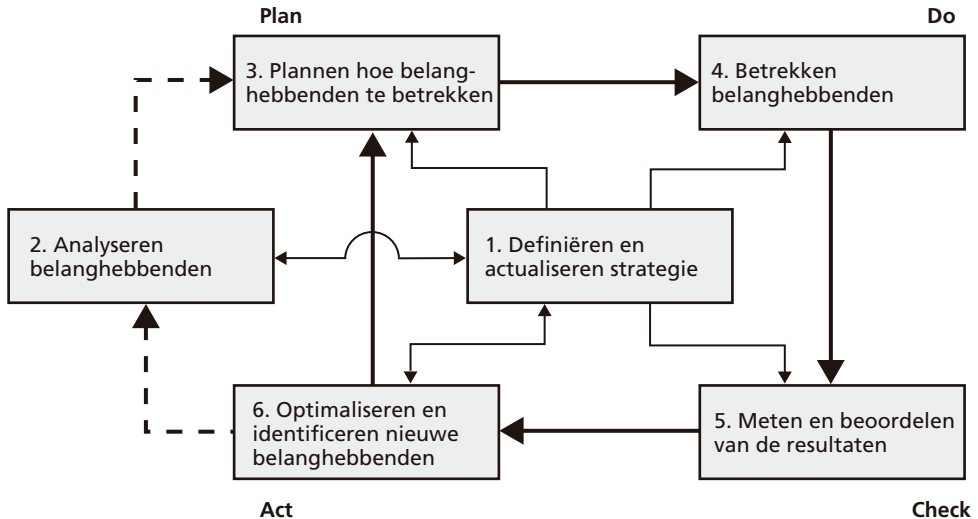 Plan
Do
3. Plannen hoe belang-
hebbenden te betrekken
4. Betrekken
belanghebbenden
2. Analyseren
belanghebbenden
1. Definiëren en
actualiseren strategie
6. Optimaliseren en
identificeren nieuwe
belanghebbenden
5. Meten en beoordelen
van de resultaten
Act
Check